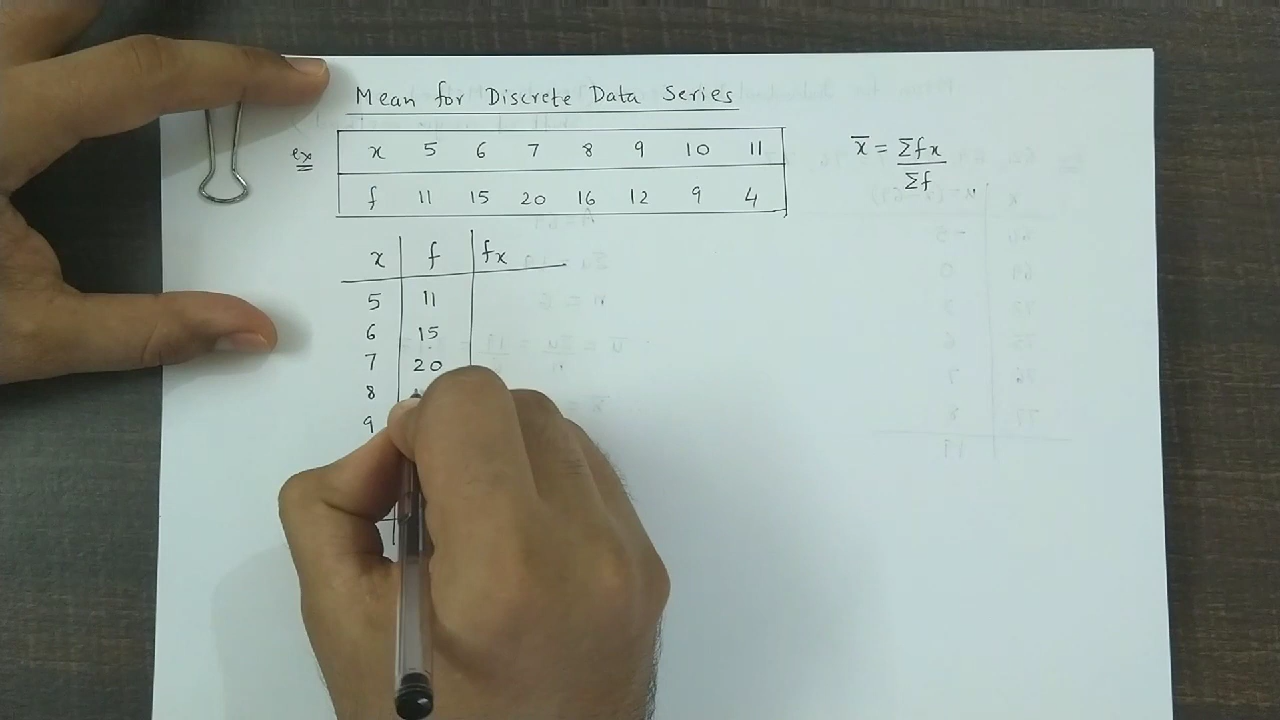 Mean for Discrete Data Series
ex
x 5 6 7 8 9 10 11
f 11 15 20 16 12 9 4
x̄ = Σfx / Σf
x f fx
5 11
6 15
7 20
8
9